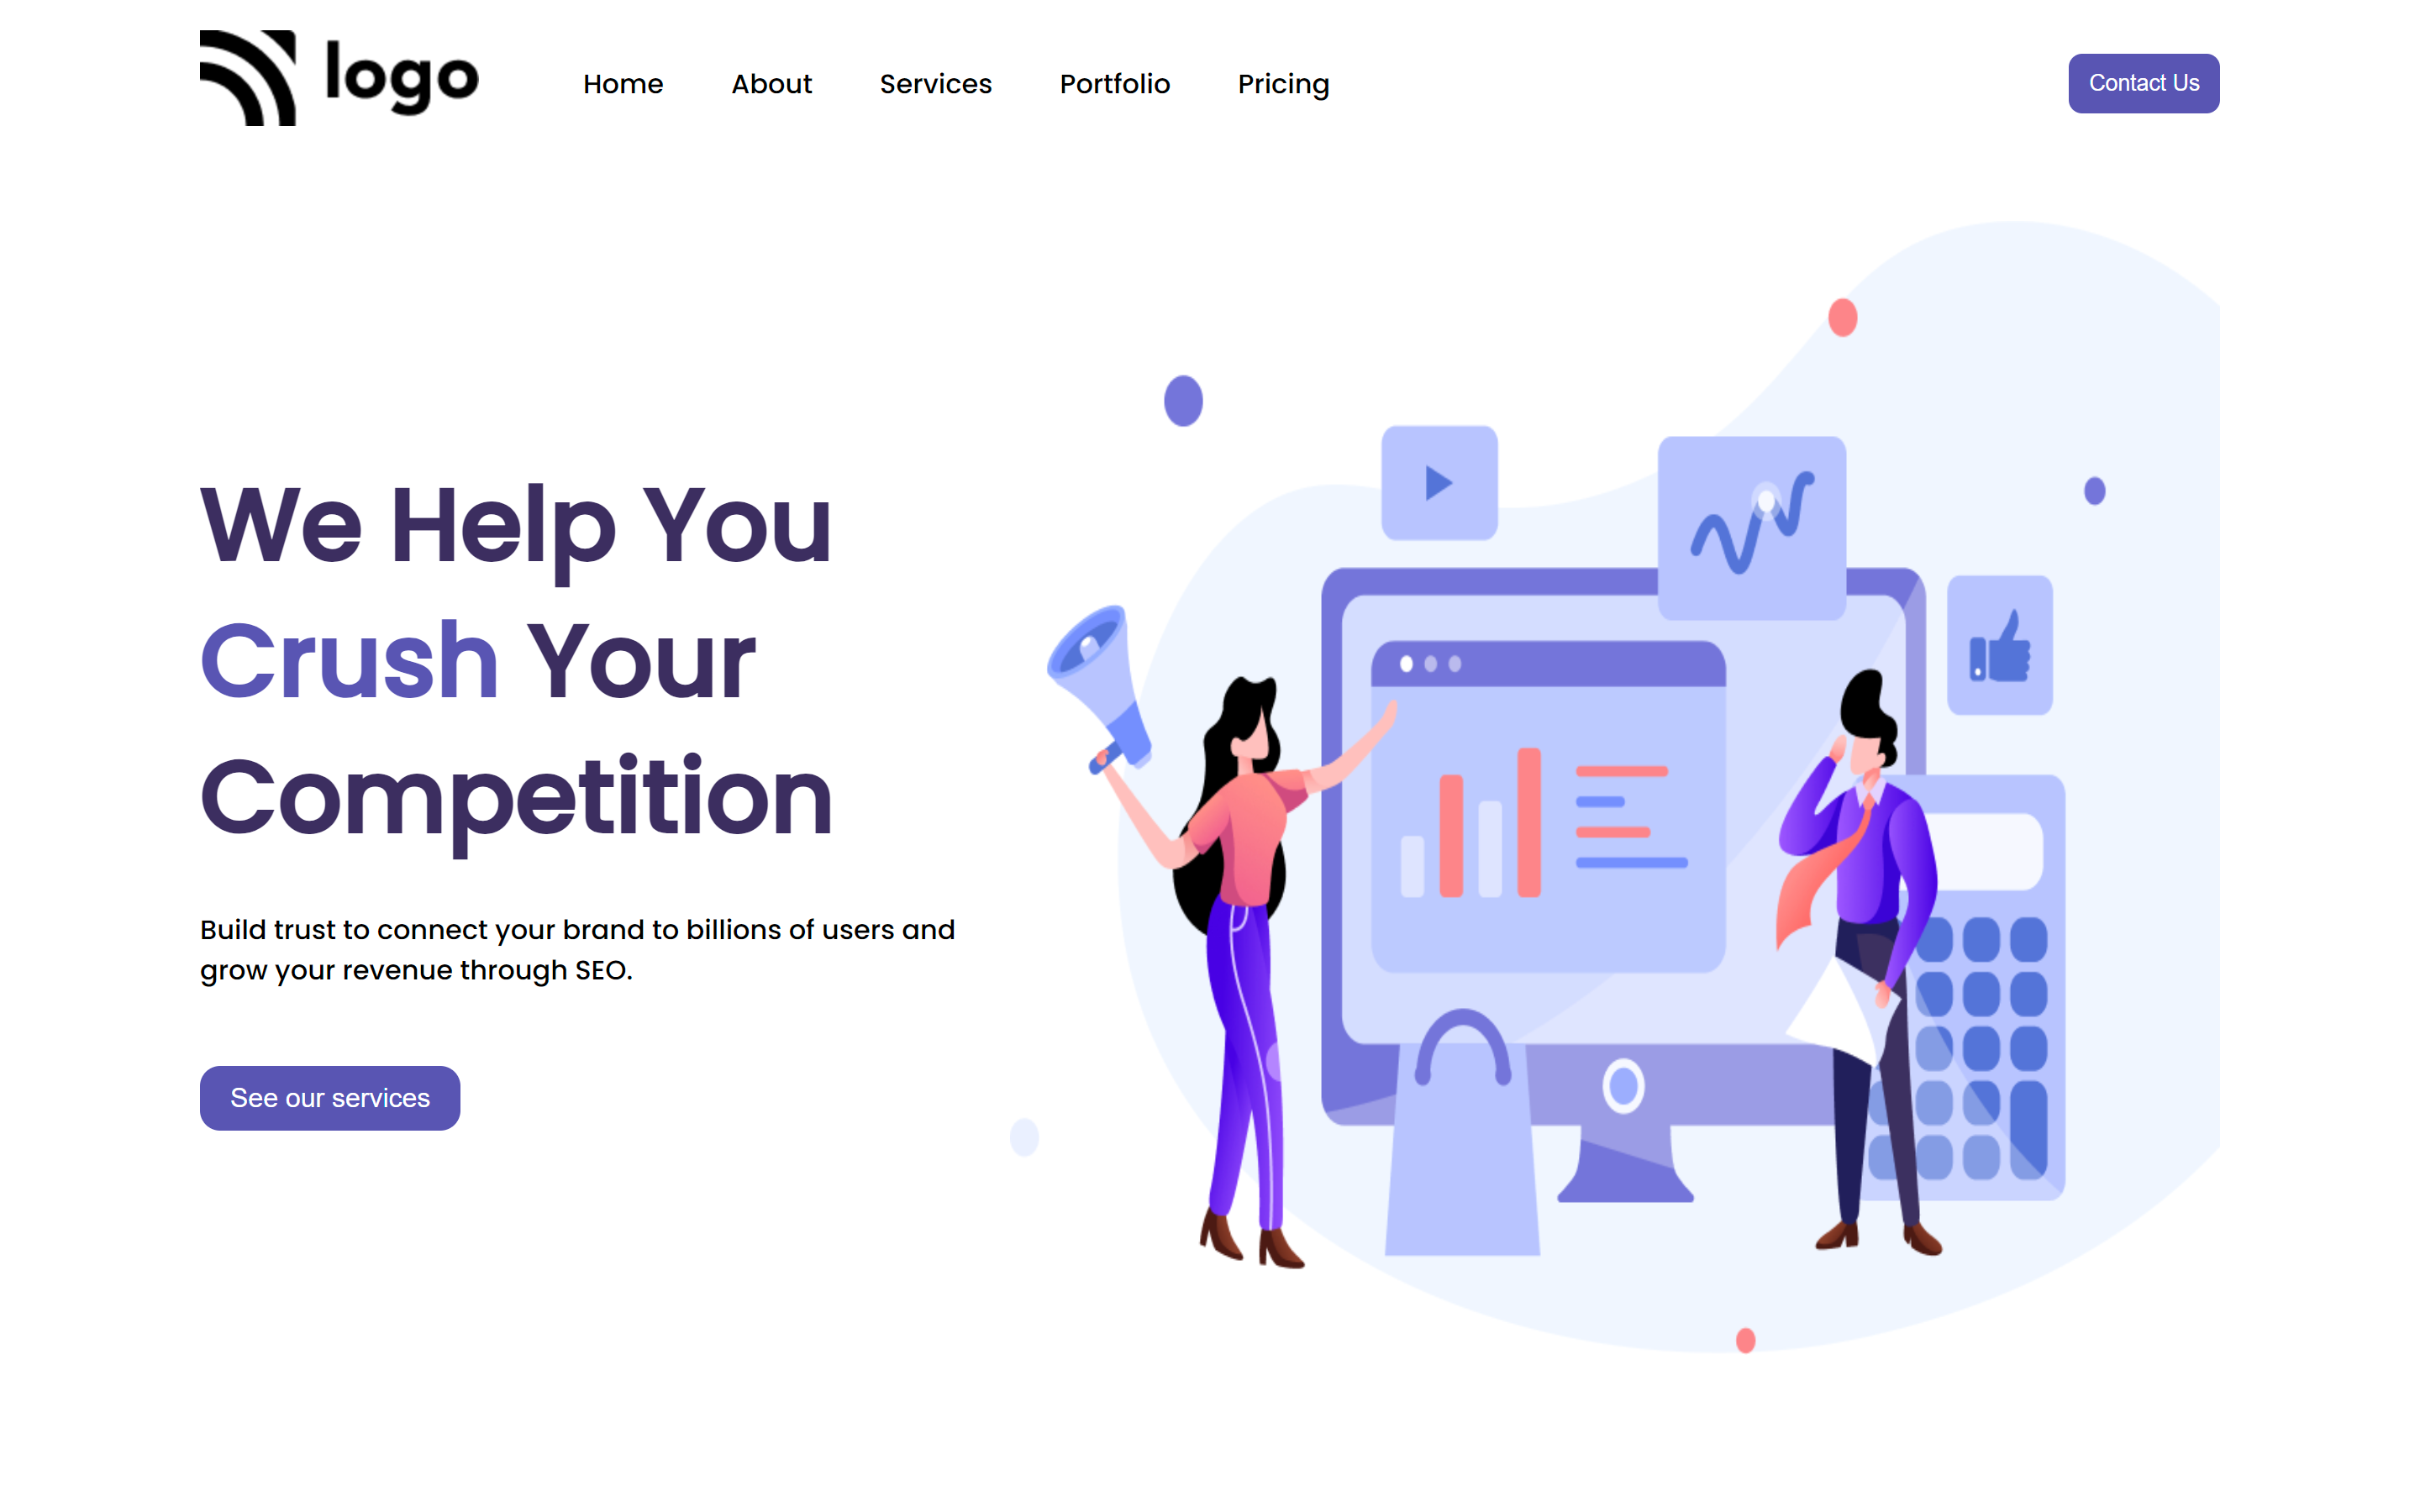 logo
Home About Services Portfolio Pricing
Contact Us
We Help You
Crush Your
Competition
Build trust to connect your brand to billions of users and
grow your revenue through SEO.
See our services